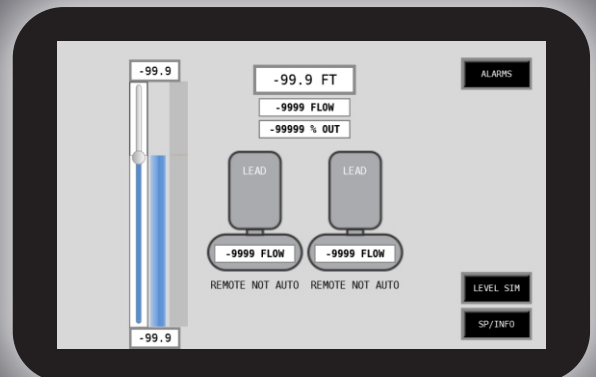 -99.9
-99.9 FT
ALARMS
-9999 FLOW
-99999 % OUT
LEAD
LEAD
-9999 FLOW
-9999 FLOW
REMOTE NOT AUTO
REMOTE NOT AUTO
LEVEL SIM
SP/INFO
-99.9